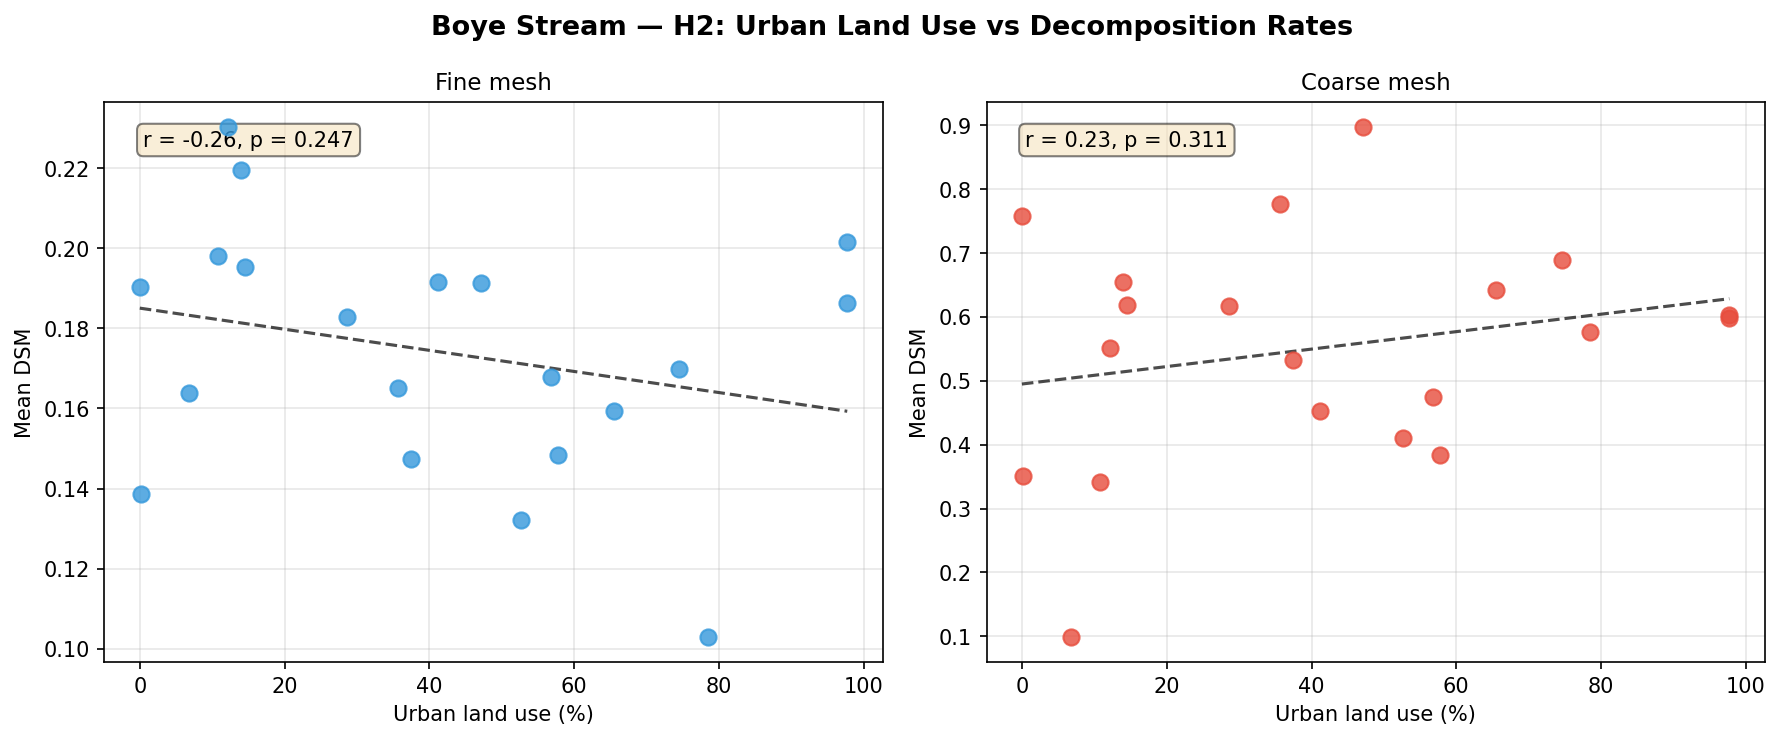 Boye Stream — H2: Urban Land Use vs Decomposition Rates
Fine mesh
r = -0.26, p = 0.247
Mean DSM
0.22
0.20
0.18
0.16
0.14
0.12
0.10
0 20 40 60 80 100
Urban land use (%)
Coarse mesh
r = 0.23, p = 0.311
Mean DSM
0.9
0.8
0.7
0.6
0.5
0.4
0.3
0.2
0.1
0 20 40 60 80 100
Urban land use (%)